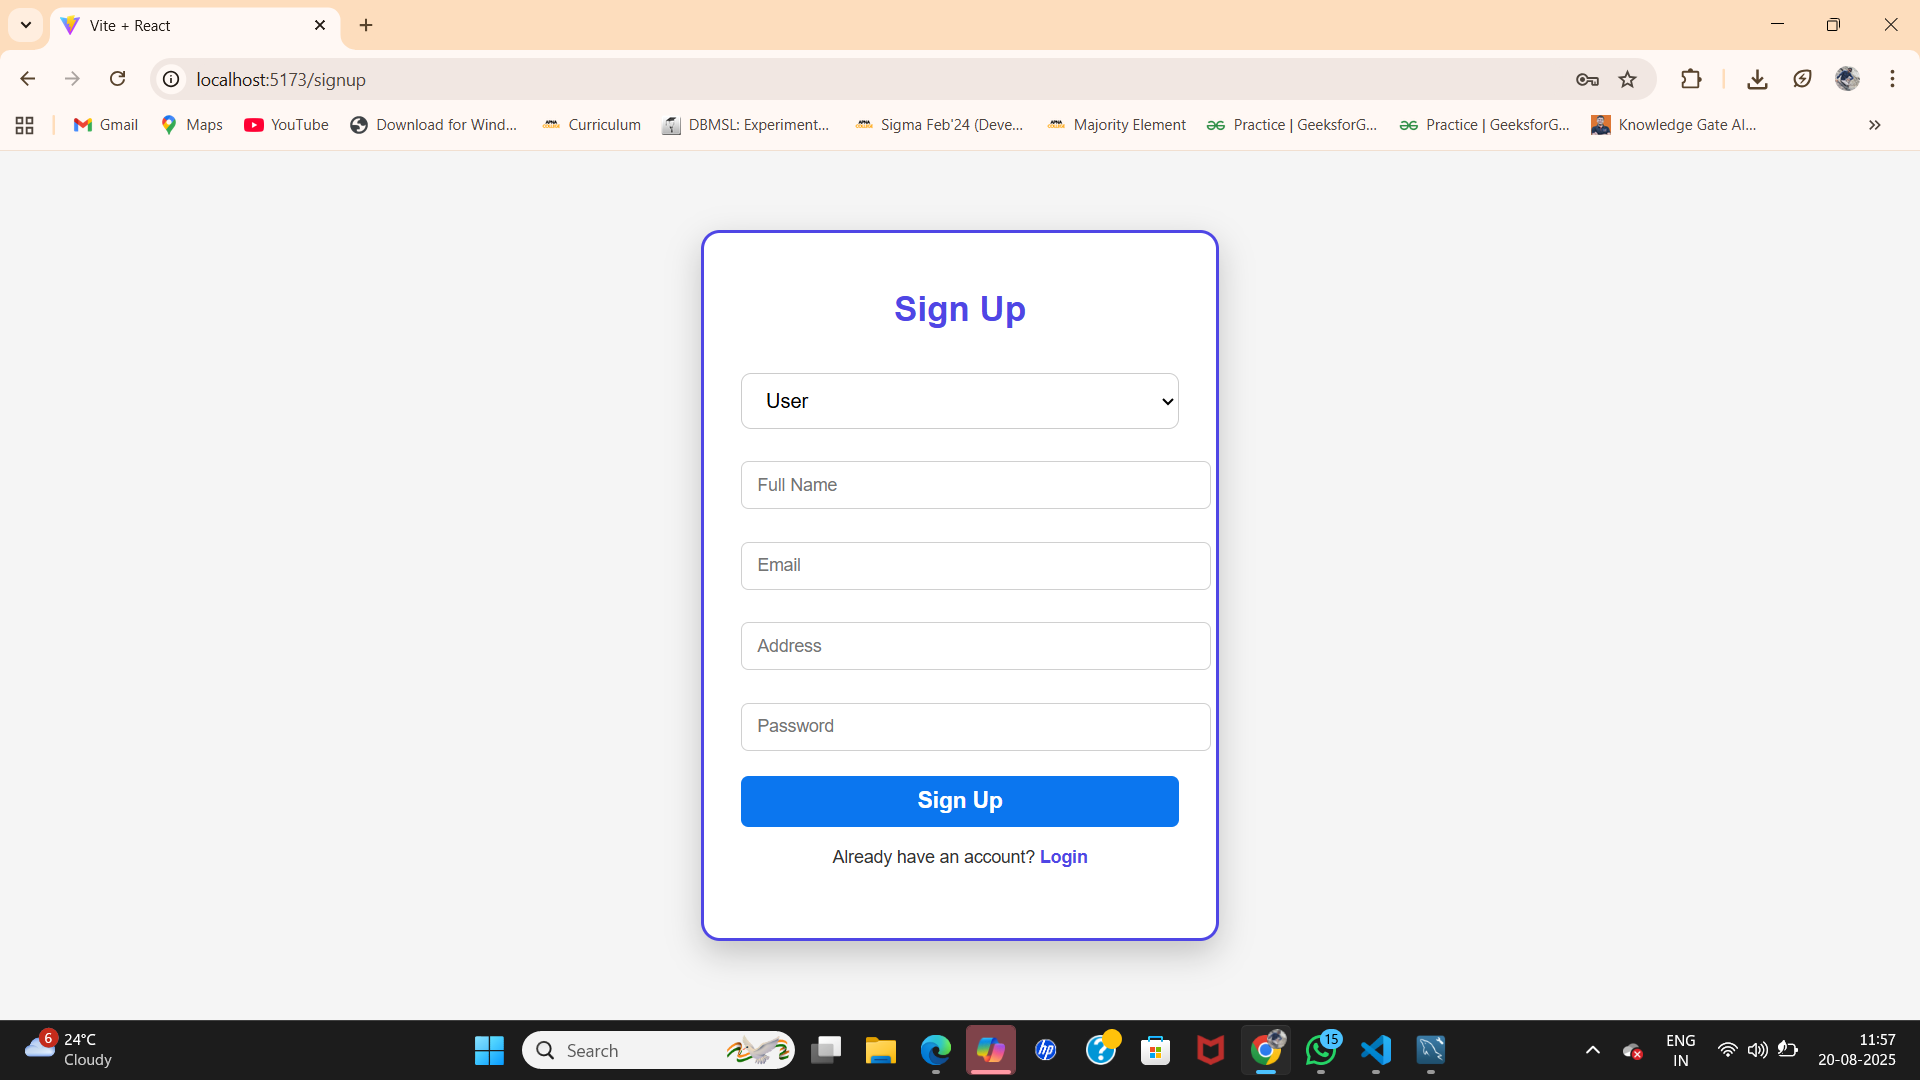 Vite + React
localhost:5173/signup
Gmail
Maps
YouTube
Download for Wind...
Curriculum
DBMSL: Experiment...
Sigma Feb'24 (Deve...
Majority Element
Practice | GeeksforG...
Practice | GeeksforG...
Knowledge Gate AI...
Sign Up
User
Full Name
Email
Address
Password
Sign Up
Already have an account? Login
6
24°C
Cloudy
Search
hp
15
ENG
IN
11:57
20-08-2025